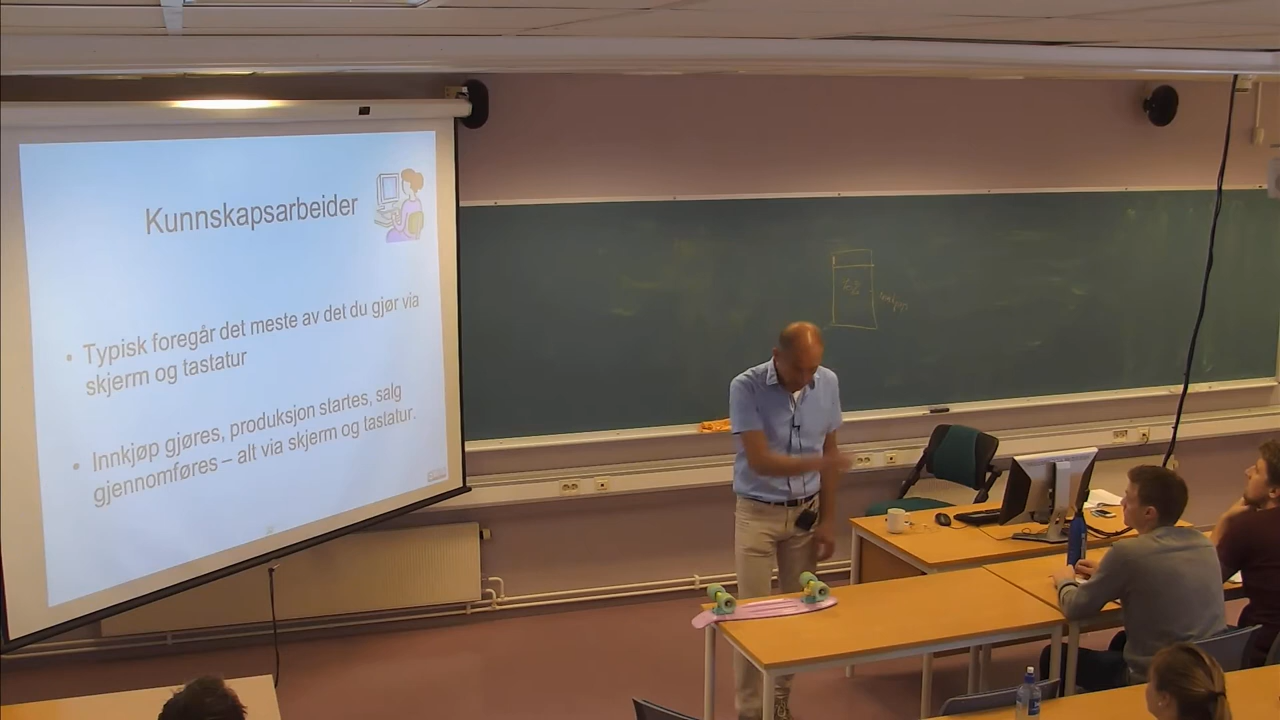 Kunnskapsarbeider
• Typisk foregår det meste av det du gjør via
skjerm og tastatur
• Innkjøp gjøres, produksjon startes, salg
gjennomføres – alt via skjerm og tastatur.